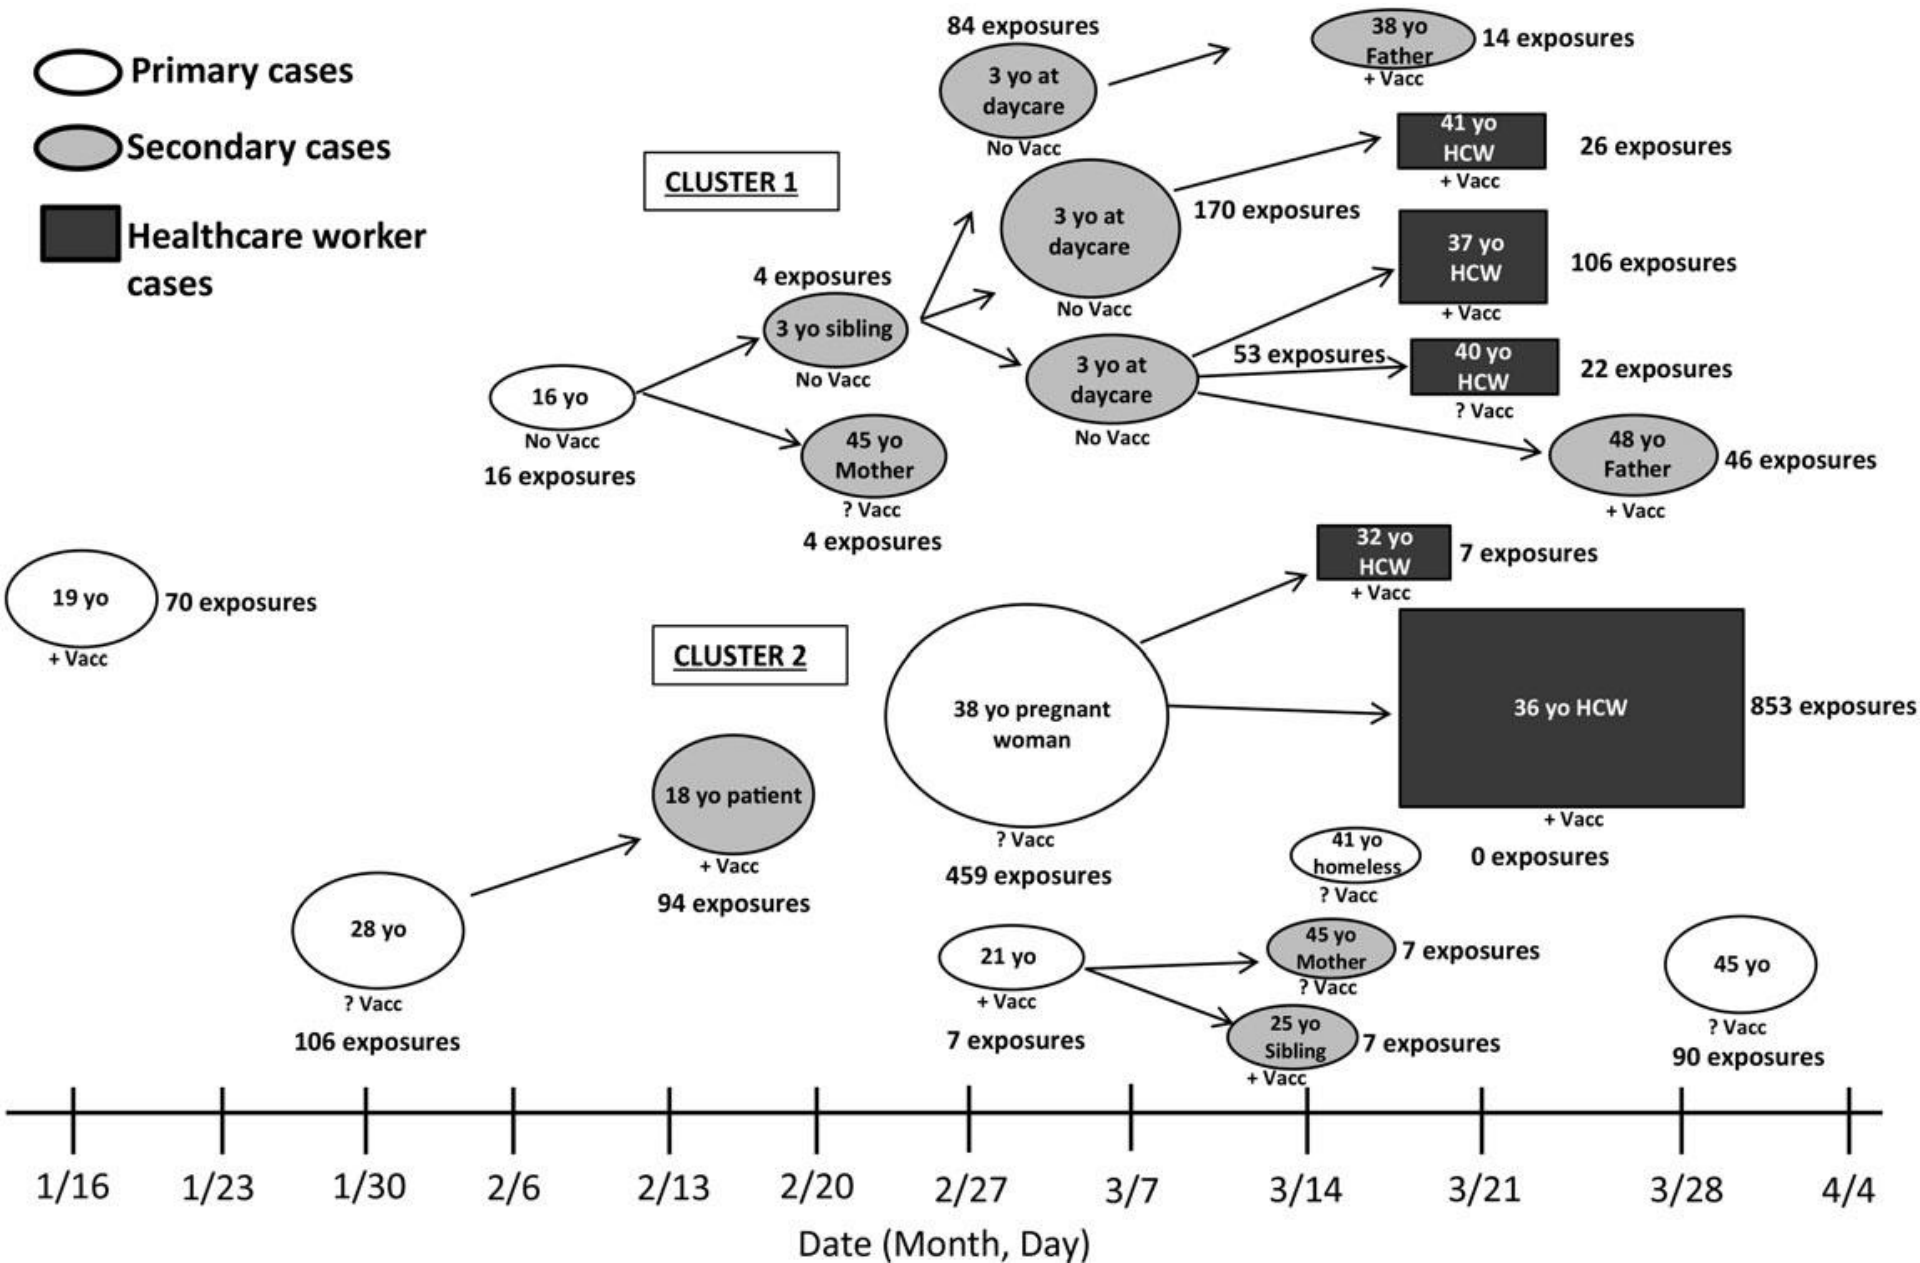 Primary cases
Secondary cases
Healthcare worker
cases
CLUSTER 1
84 exposures
3 yo at
daycare
No Vacc
38 yo
Father
+ Vacc
14 exposures
3 yo at
daycare
No Vacc
170 exposures
41 yo
HCW
+ Vacc
26 exposures
37 yo
HCW
+ Vacc
106 exposures
4 exposures
3 yo sibling
No Vacc
16 yo
No Vacc
16 exposures
45 yo
Mother
? Vacc
4 exposures
3 yo at
daycare
No Vacc
53 exposures
40 yo
HCW
? Vacc
22 exposures
48 yo
Father
+ Vacc
46 exposures
19 yo
+ Vacc
70 exposures
CLUSTER 2
32 yo
HCW
+ Vacc
7 exposures
38 yo pregnant
woman
? Vacc
459 exposures
36 yo HCW
+ Vacc
853 exposures
18 yo patient
+ Vacc
94 exposures
28 yo
? Vacc
106 exposures
41 yo
homeless
? Vacc
0 exposures
21 yo
+ Vacc
7 exposures
45 yo
Mother
? Vacc
7 exposures
25 yo
Sibling
+ Vacc
7 exposures
45 yo
? Vacc
90 exposures
1/16 1/23 1/30 2/6 2/13 2/20 2/27 3/7 3/14 3/21 3/28 4/4
Date (Month, Day)